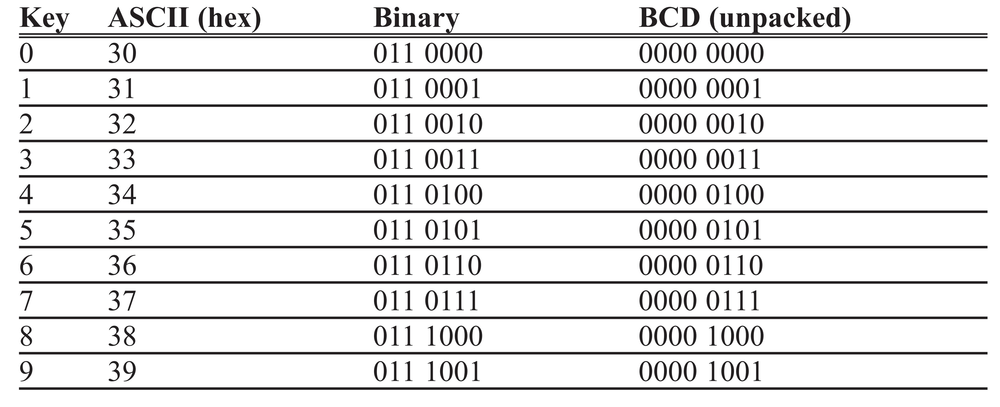 Key ASCII (hex) Binary BCD (unpacked)
0 30 011 0000 0000 0000
1 31 011 0001 0000 0001
2 32 011 0010 0000 0010
3 33 011 0011 0000 0011
4 34 011 0100 0000 0100
5 35 011 0101 0000 0101
6 36 011 0110 0000 0110
7 37 011 0111 0000 0111
8 38 011 1000 0000 1000
9 39 011 1001 0000 1001